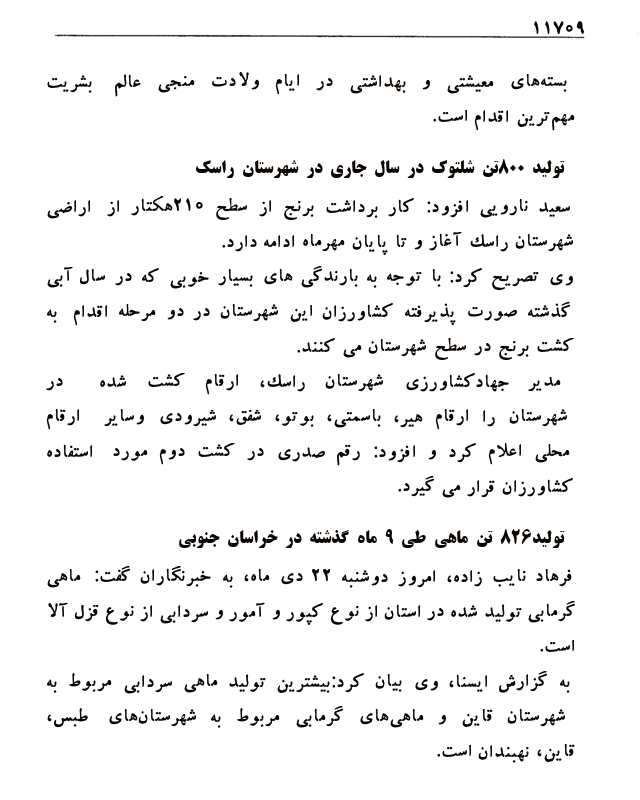 ۱۱۷۰۹
بسته‌های معیشتی و بهداشتی در ایام ولادت منجی عالم بشریت
مهم‌ترین اقدام است.
تولید ۸۰۰تن شلتوک در سال جاری در شهرستان راسک
سعید نارویی افزود: کار برداشت برنج از سطح ۲۱۰هکتار از اراضی
شهرستان راسك آغاز و تا پایان مهرماه ادامه دارد.
وی تصریح کرد: با توجه به بارندگی های بسیار خوبی که در سال آبی
گذشته صورت پذیرفته کشاورزان این شهرستان در دو مرحله اقدام به
کشت برنج در سطح شهرستان می کنند.
مدیر جهادکشاورزی شهرستان راسك، ارقام کشت شده در
شهرستان را ارقام هیر، باسمتی، بوتو، شفق، شیرودی وسایر ارقام
محلی اعلام کرد و افزود: رقم صدری در کشت دوم مورد استفاده
کشاورزان قرار می گیرد.
تولید۸۲۶ تن ماهی طی ۹ ماه گذشته در خراسان جنوبی
فرهاد نایب زاده، امروز دوشنبه ۲۲ دی ماه، به خبرنگاران گفت: ماهی
گرمابی تولید شده در استان از نوع کپور و آمور و سردابی از نوع قزل آلا
است.
به گزارش ایسنا، وی بیان کرد:بیشترین تولید ماهی سردابی مربوط به
شهرستان قاین و ماهی‌های گرمابی مربوط به شهرستان‌های طبس،
قاین، نهبندان است.